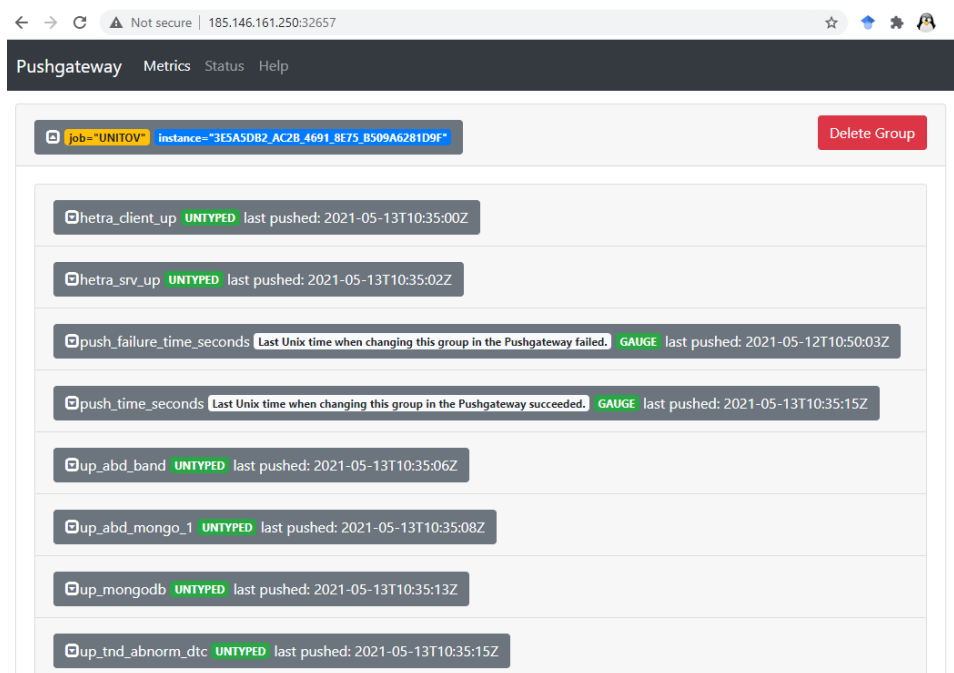 Not secure | 185.146.161.250:32657
Pushgateway Metrics Status Help
job="UNITOV" instance="3E5A5DB2_AC2B_4691_8E75_B509A6281D9F" Delete Group
hetra_client_up UNTYPED last pushed: 2021-05-13T10:35:00Z
hetra_srv_up UNTYPED last pushed: 2021-05-13T10:35:02Z
push_failure_time_seconds Last Unix time when changing this group in the Pushgateway failed. GAUGE last pushed: 2021-05-12T10:50:03Z
push_time_seconds Last Unix time when changing this group in the Pushgateway succeeded. GAUGE last pushed: 2021-05-13T10:35:15Z
up_abd_band UNTYPED last pushed: 2021-05-13T10:35:06Z
up_abd_mongo_1 UNTYPED last pushed: 2021-05-13T10:35:08Z
up_mongodb UNTYPED last pushed: 2021-05-13T10:35:13Z
up_tnd_abnorm_dtc UNTYPED last pushed: 2021-05-13T10:35:15Z